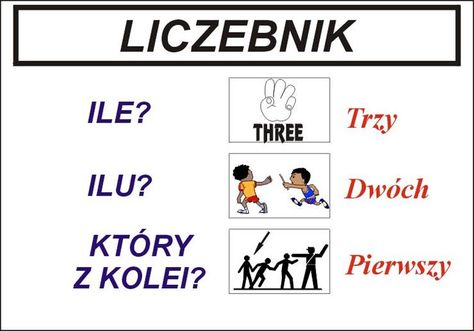 LICZEBNIK
ILE?
THREE
Trzy
ILU?
Dwóch
KTÓRY
Z KOLEI?
Pierwszy